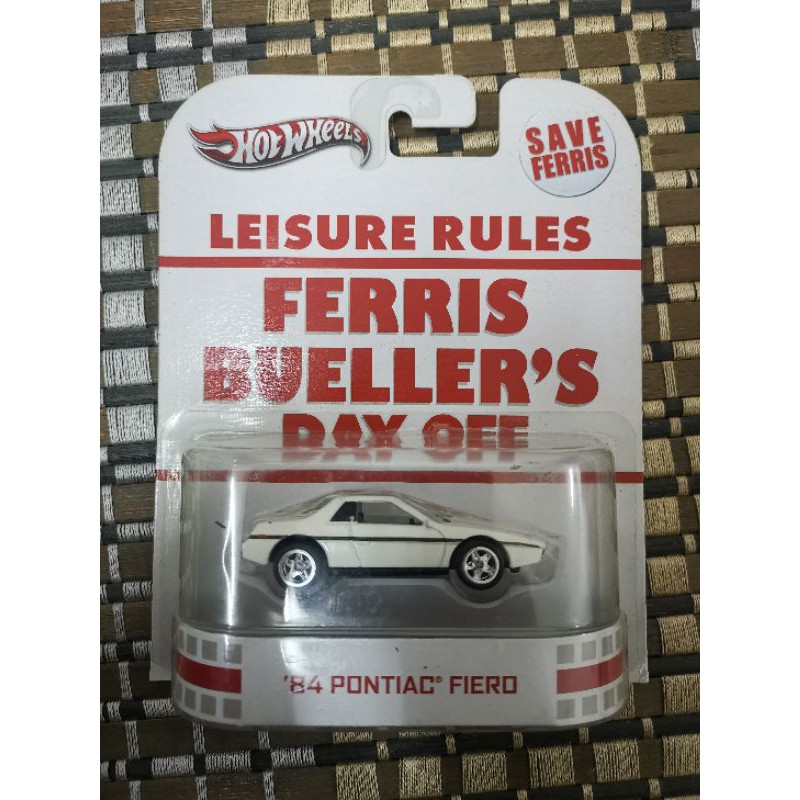 HOT WHEELS
SAVE
FERRIS
LEISURE RULES
FERRIS
BUELLER'S
DAY OFF
'84 PONTIAC® FIERO